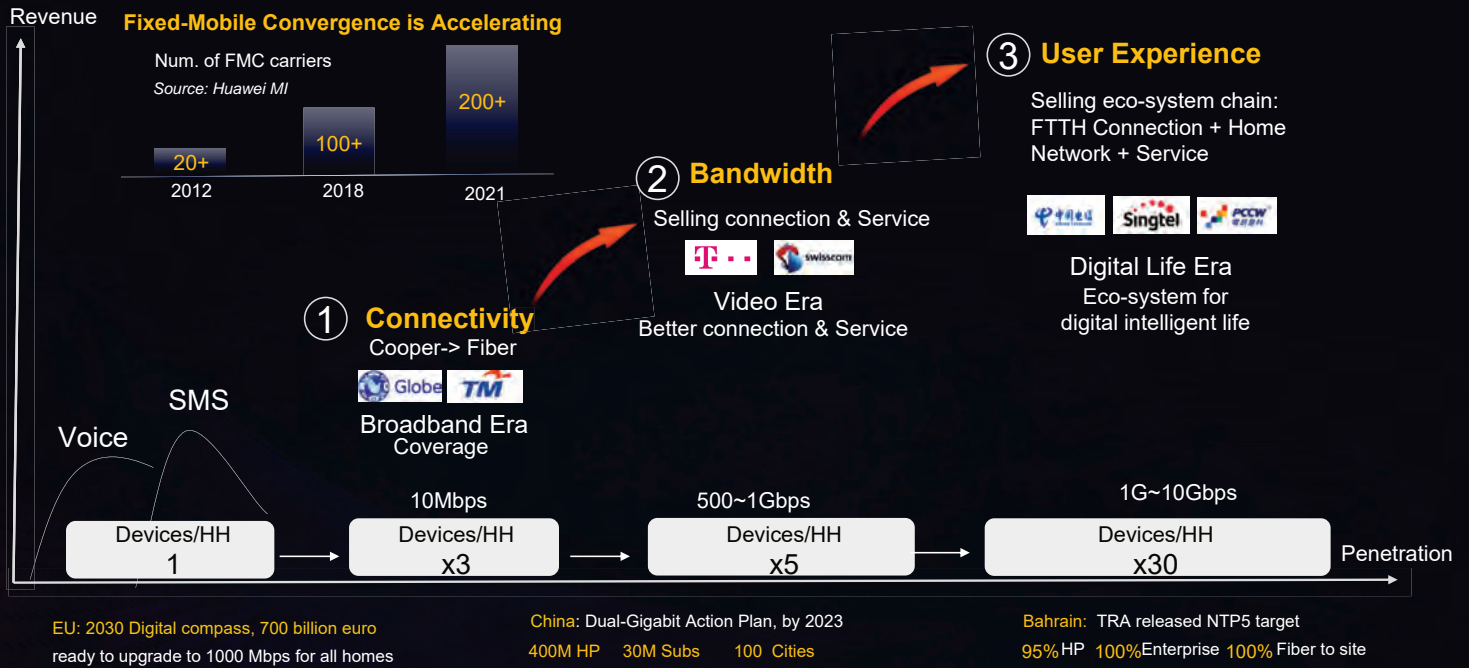 Revenue
Fixed-Mobile Convergence is Accelerating
Num. of FMC carriers
Source: Huawei MI
20+
100+
200+
2012
2018
2021
3 User Experience
Selling eco-system chain:
FTTH Connection + Home
Network + Service
中国电信
Singtel
PCCW
Digital Life Era
Eco-system for
digital intelligent life
2 Bandwidth
Selling connection & Service
T
swisscom
Video Era
Better connection & Service
1 Connectivity
Cooper-> Fiber
Globe
TM
Broadband Era
Coverage
Voice
SMS
10Mbps
500~1Gbps
1G~10Gbps
Devices/HH
1
Devices/HH
x3
Devices/HH
x5
Devices/HH
x30
Penetration
EU: 2030 Digital compass, 700 billion euro
ready to upgrade to 1000 Mbps for all homes
China: Dual-Gigabit Action Plan, by 2023
400M HP 30M Subs 100 Cities
Bahrain: TRA released NTP5 target
95% HP 100%Enterprise 100% Fiber to site